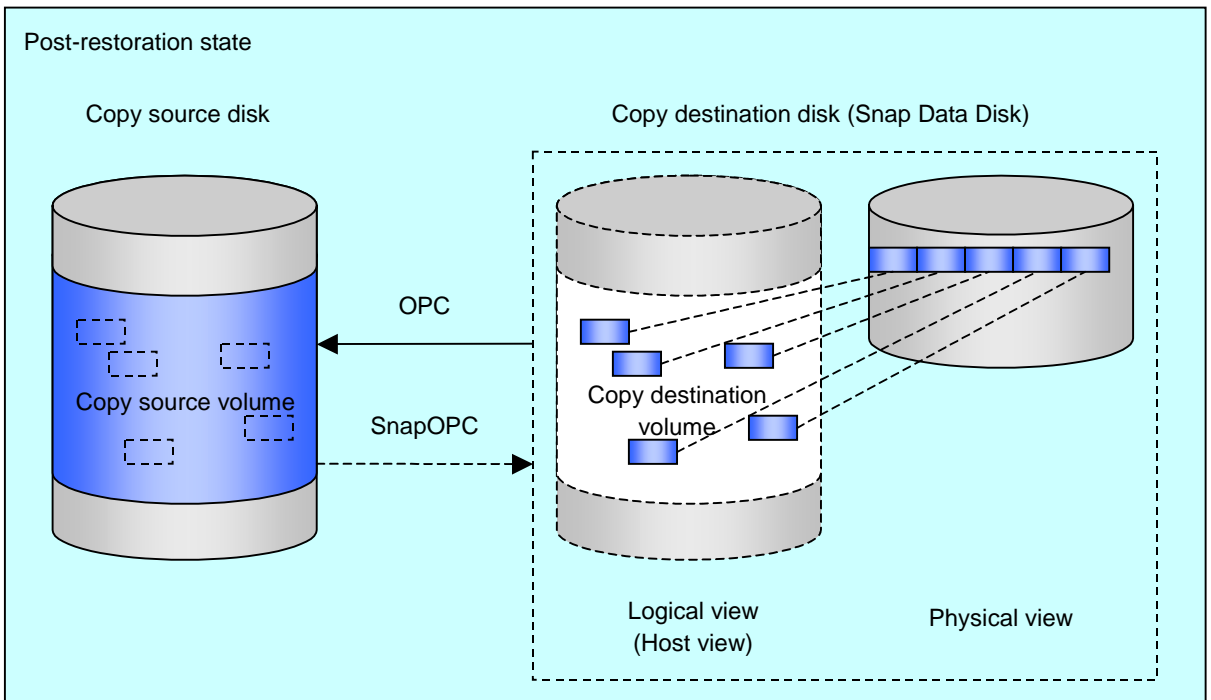 Post-restoration state
Copy source disk
Copy destination disk (Snap Data Disk)
OPC
Copy source volume
SnapOPC
Copy destination
volume
Logical view
(Host view)
Physical view